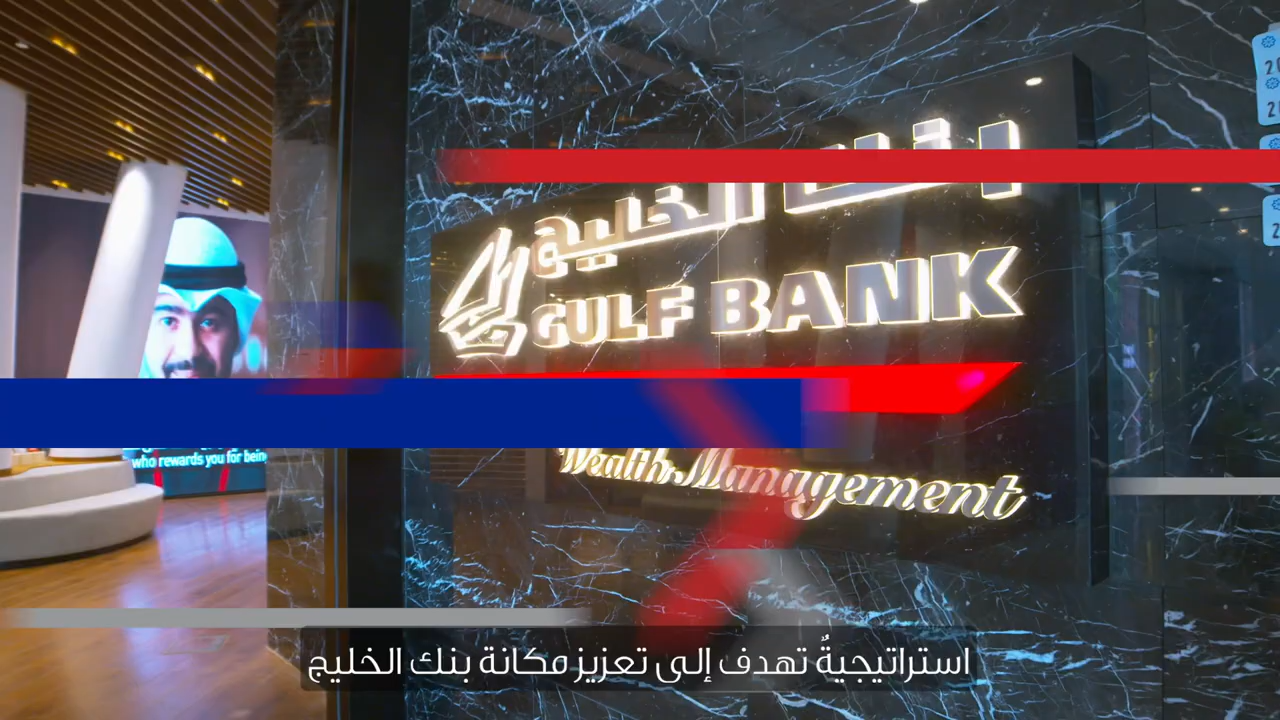 بنك الخليج
GULF BANK
Wealth Management
who rewards you for bein
استراتيجيةٌ تهدف إلى تعزيز مكانة بنك الخليج